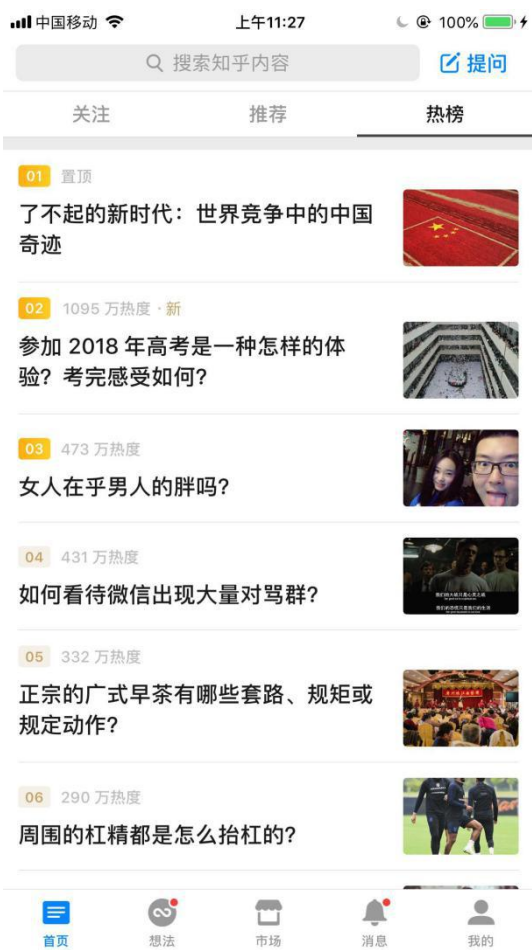 中国移动
上午11:27
100%
搜索知乎内容
提问
关注
推荐
热榜
01 置顶
了不起的新时代：世界竞争中的中国
奇迹
02 1095 万热度 · 新
参加 2018 年高考是一种怎样的体
验？考完感受如何？
03 473 万热度
女人在乎男人的胖吗？
04 431 万热度
如何看待微信出现大量对骂群？
05 332 万热度
正宗的广式早茶有哪些套路、规矩或
规定动作？
06 290 万热度
周围的杠精都是怎么抬杠的？
首页
想法
市场
消息
我的